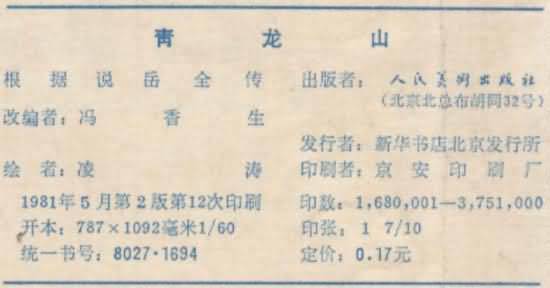 青龙山
根据说岳全传
改编者：冯香生
绘者：凌涛
1981年5月第2版第12次印刷
开本：787×1092毫米1/60
统一书号：8027·1694
出版者：人民美术出版社
（北京北总布胡同32号）
发行者：新华书店北京发行所
印刷者：京安印刷厂
印数：1,680,001—3,751,000
印张：1 7/10
定价：0.17元